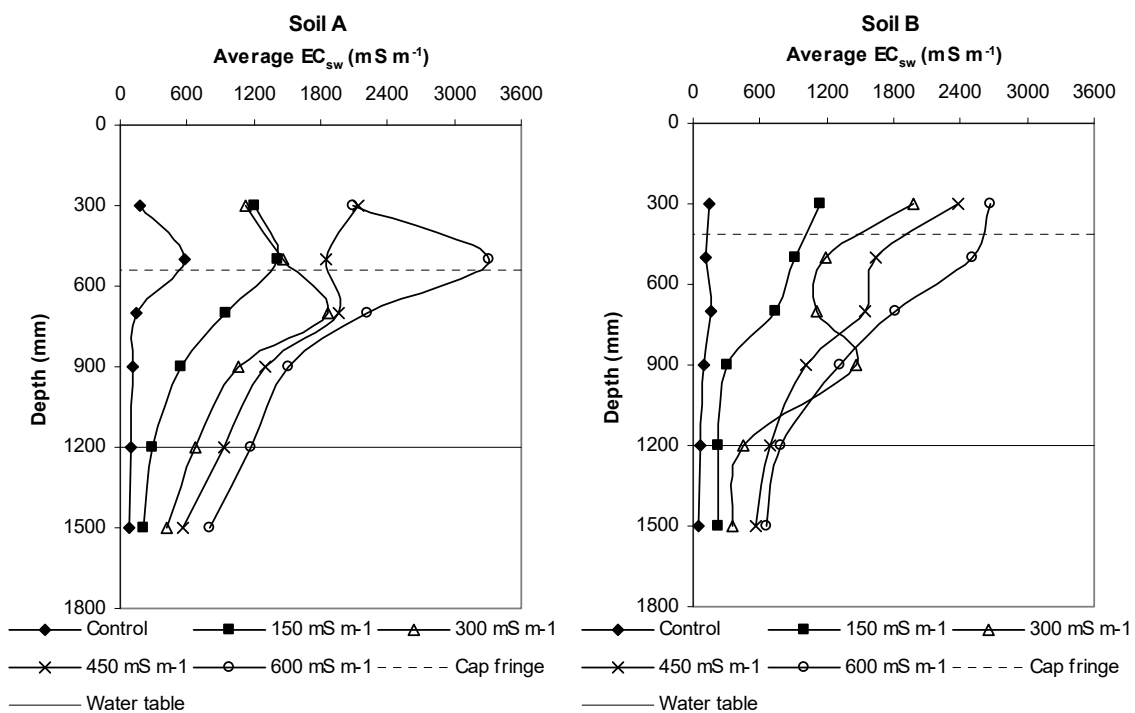 Soil A
Average ECsw (mS m-1)
0 600 1200 1800 2400 3000 3600
0
300
600
900
1200
1500
1800
Depth (mm)
Control 150 mS m-1 300 mS m-1
450 mS m-1 600 mS m-1 Cap fringe
Water table
Soil B
Average ECsw (mS m-1)
0 600 1200 1800 2400 3000 3600
0
300
600
900
1200
1500
1800
Depth (mm)
Control 150 mS m-1 300 mS m-1
450 mS m-1 600 mS m-1 Cap fringe
Water table